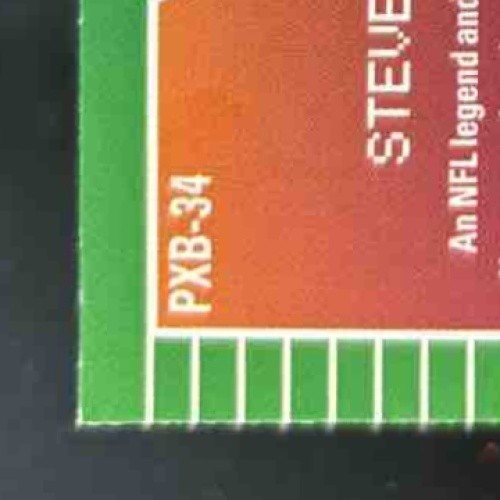 PXB-34
STEVE
An NFL legend and